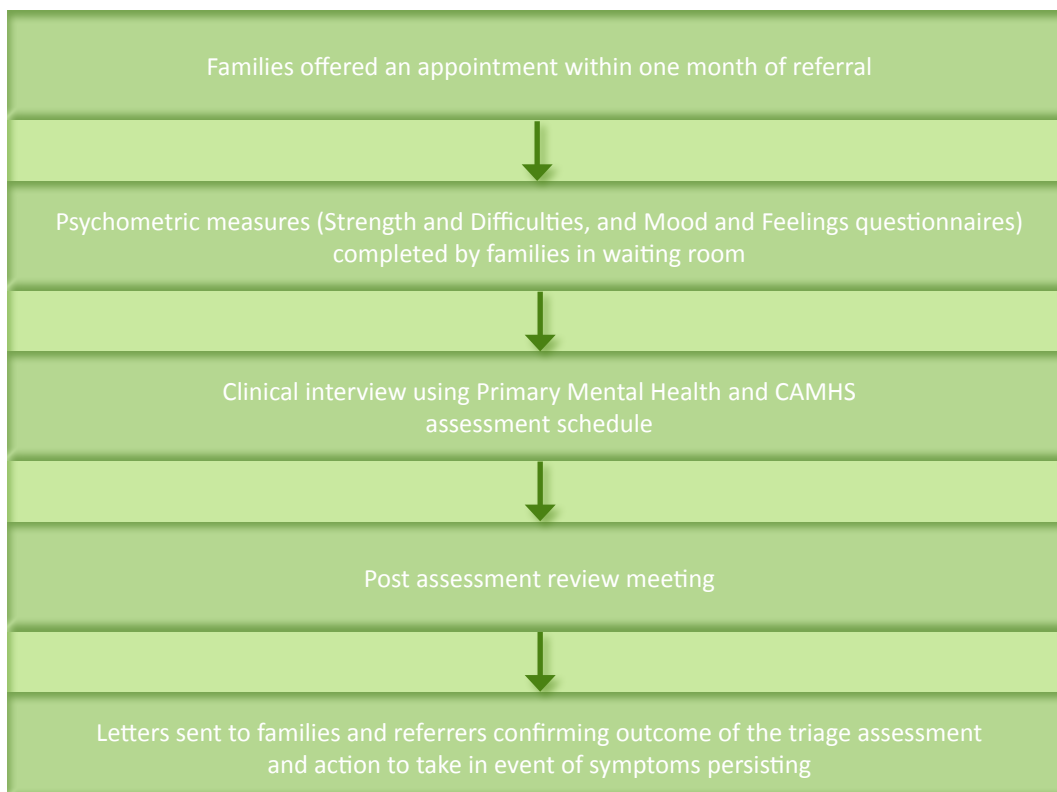 Families offered an appointment within one month of referral
Psychometric measures (Strength and Difficulties, and Mood and Feelings questionnaires)
completed by families in waiting room
Clinical interview using Primary Mental Health and CAMHS
assessment schedule
Post assessment review meeting
Letters sent to families and referrers confirming outcome of the triage assessment
and action to take in event of symptoms persisting